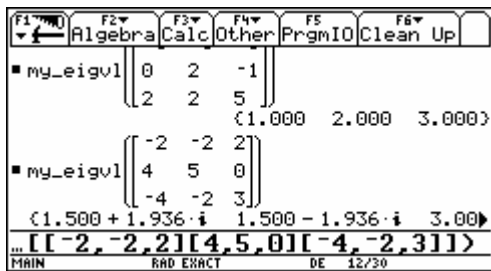 F1 F2 F3 F4 F5 F6
Algebra Calc Other PrgmIO Clean Up
▪ my_eigvl [[0 2 -1]
[2 2 5]]
{1.000 2.000 3.000}
[[-2 -2 2]
▪ my_eigvl [4 5 0]
[-4 -2 3]]
{1.500 + 1.936·i 1.500 - 1.936·i 3.00▶
…[[-2,-2,2][4,5,0][-4,-2,3]])
MAIN RAD EXACT DE 12/30